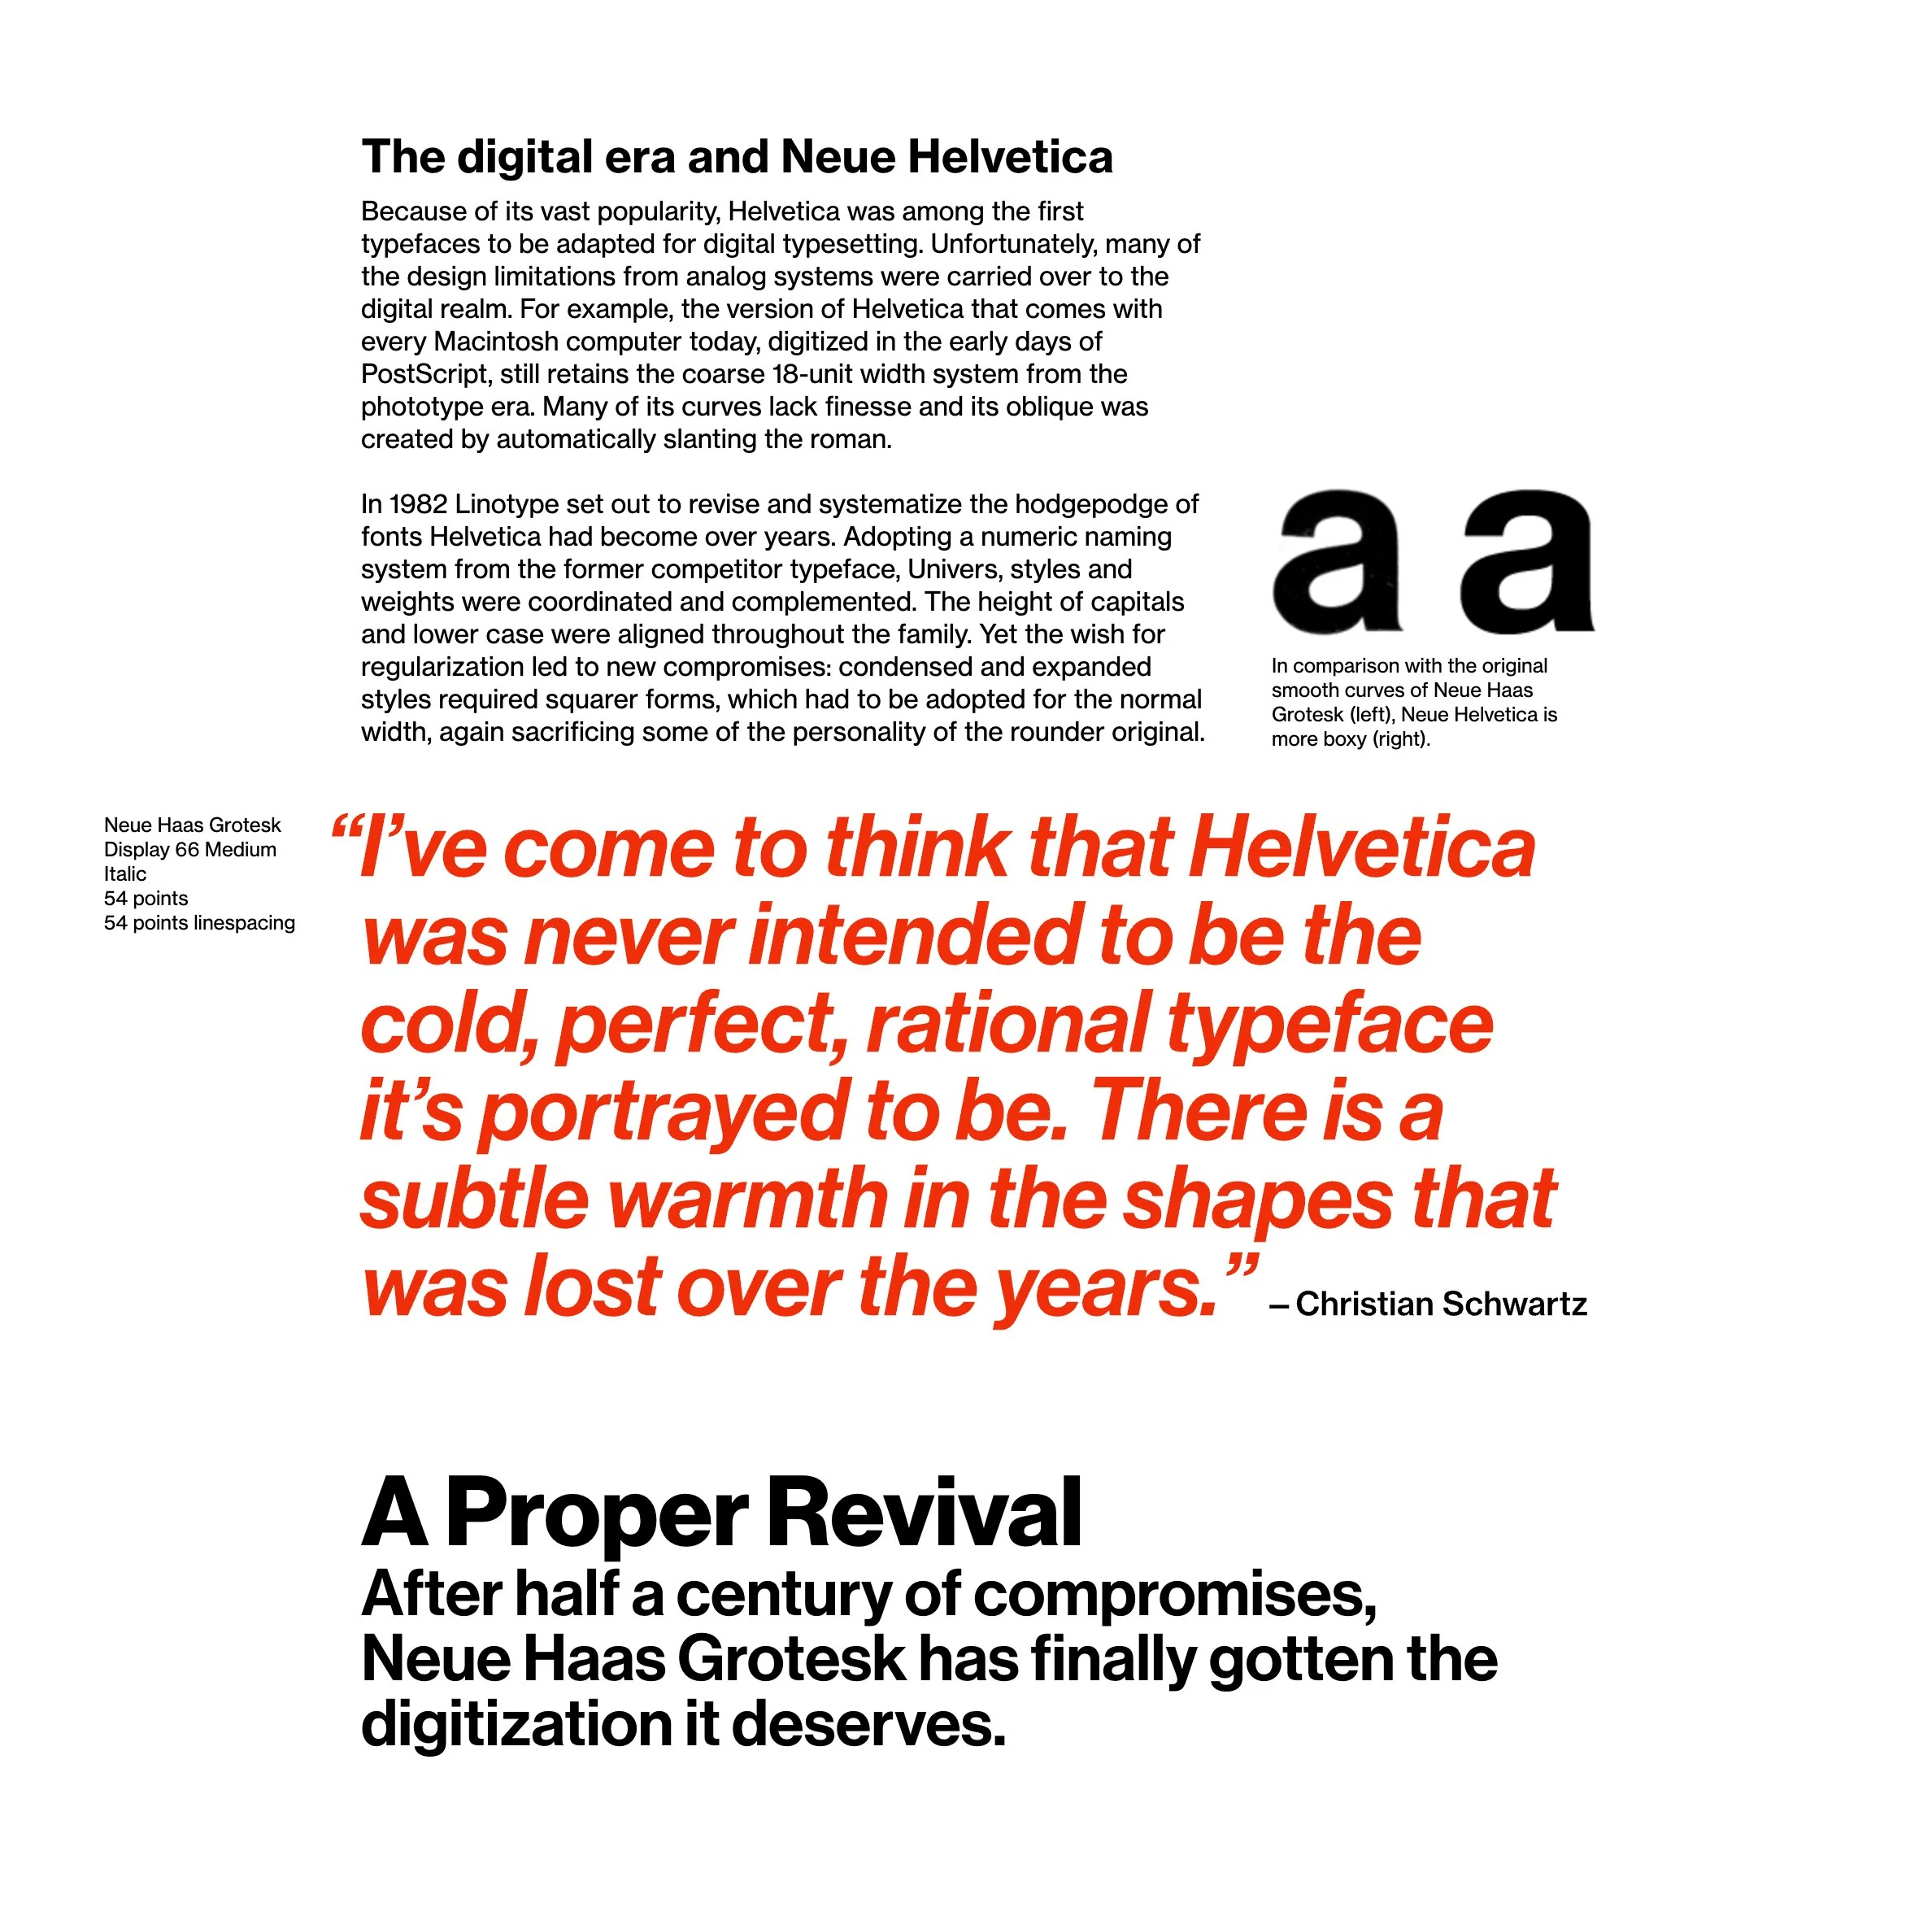 The digital era and Neue Helvetica
Because of its vast popularity, Helvetica was among the first
typefaces to be adapted for digital typesetting. Unfortunately, many of
the design limitations from analog systems were carried over to the
digital realm. For example, the version of Helvetica that comes with
every Macintosh computer today, digitized in the early days of
PostScript, still retains the coarse 18-unit width system from the
phototype era. Many of its curves lack finesse and its oblique was
created by automatically slanting the roman.
In 1982 Linotype set out to revise and systematize the hodgepodge of
fonts Helvetica had become over years. Adopting a numeric naming
system from the former competitor typeface, Univers, styles and
weights were coordinated and complemented. The height of capitals
and lower case were aligned throughout the family. Yet the wish for
regularization led to new compromises: condensed and expanded
styles required squarer forms, which had to be adopted for the normal
width, again sacrificing some of the personality of the rounder original.
a a
In comparison with the original
smooth curves of Neue Haas
Grotesk (left), Neue Helvetica is
more boxy (right).
Neue Haas Grotesk
Display 66 Medium
Italic
54 points
54 points linespacing
“I’ve come to think that Helvetica
was never intended to be the
cold, perfect, rational typeface
it’s portrayed to be. There is a
subtle warmth in the shapes that
was lost over the years.” – Christian Schwartz
A Proper Revival
After half a century of compromises,
Neue Haas Grotesk has finally gotten the
digitization it deserves.